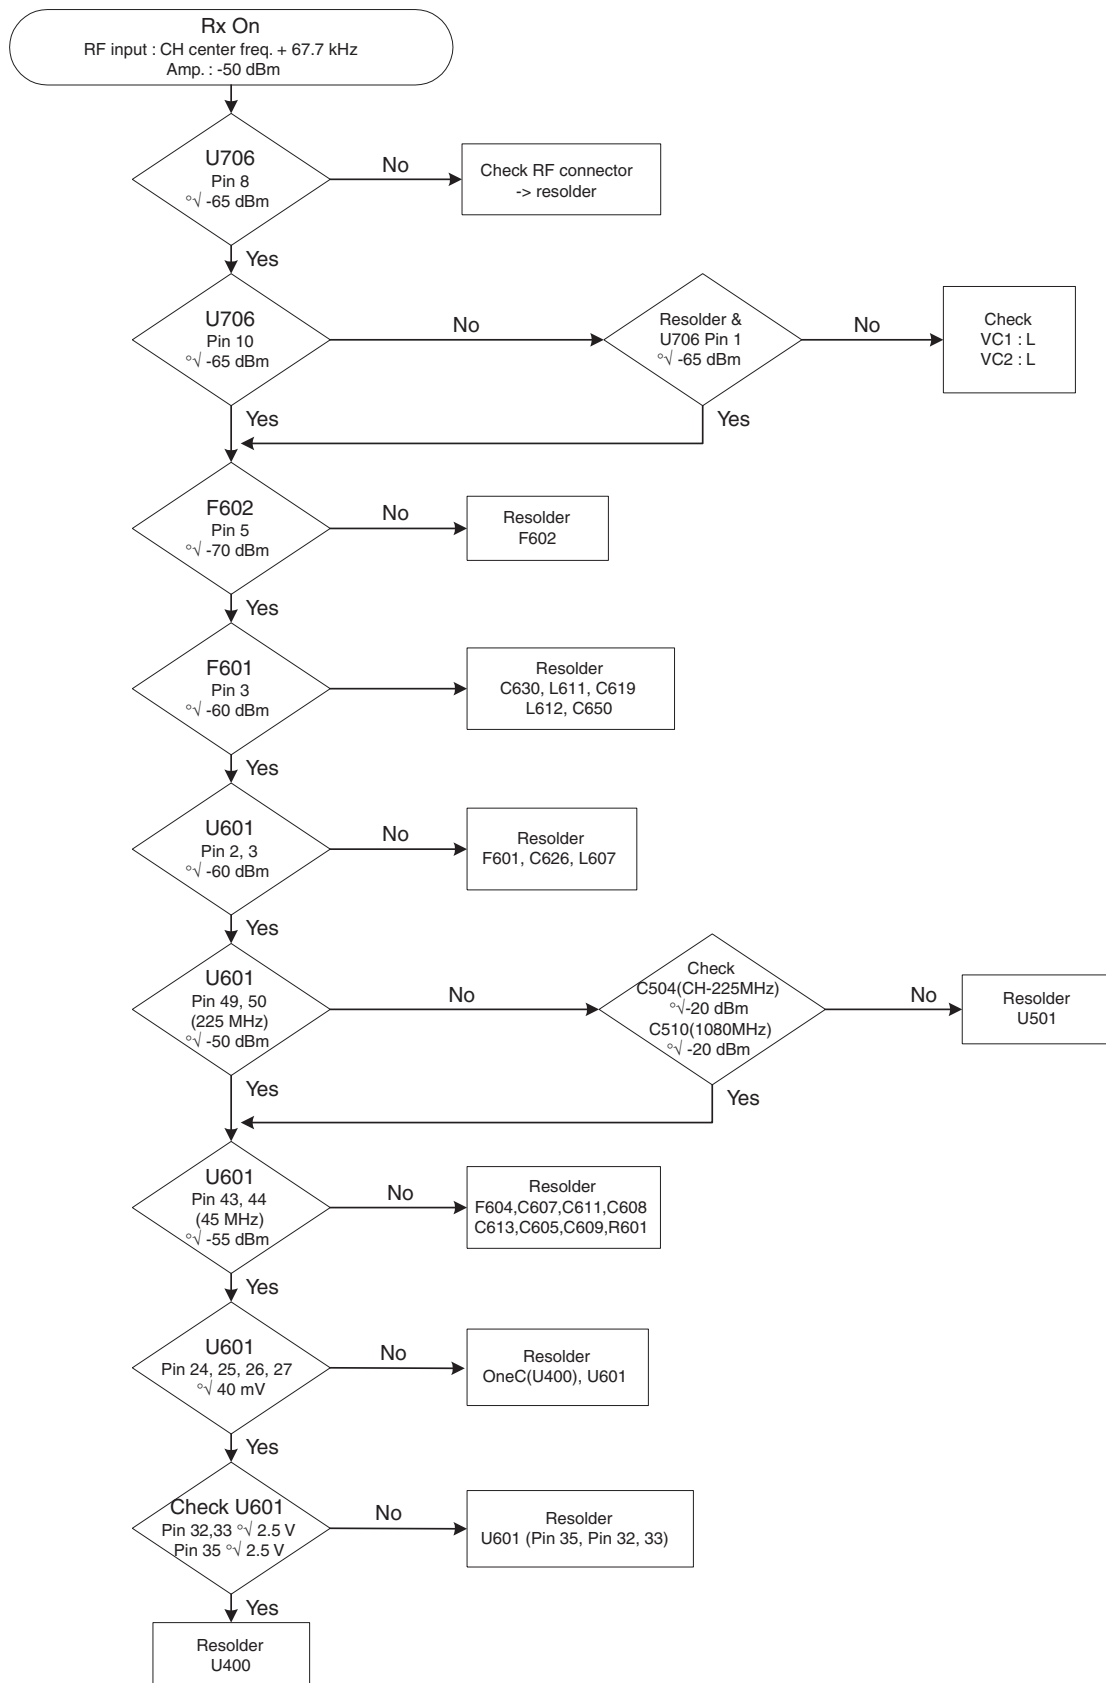 Rx On
RF input : CH center freq. + 67.7 kHz
Amp. : -50 dBm
U706
Pin 8
°√ -65 dBm
No
Check RF connector
-> resolder
Yes
U706
Pin 10
°√ -65 dBm
No
Resolder &
U706 Pin 1
°√ -65 dBm
No
Check
VC1 : L
VC2 : L
Yes
Yes
F602
Pin 5
°√ -70 dBm
No
Resolder
F602
Yes
F601
Pin 3
°√ -60 dBm
Resolder
C630, L611, C619
L612, C650
Yes
U601
Pin 2, 3
°√ -60 dBm
No
Resolder
F601, C626, L607
Yes
U601
Pin 49, 50
(225 MHz)
°√ -50 dBm
No
Check
C504(CH-225MHz)
°√-20 dBm
C510(1080MHz)
°√ -20 dBm
No
Resolder
U501
Yes
Yes
U601
Pin 43, 44
(45 MHz)
°√ -55 dBm
No
Resolder
F604,C607,C611,C608
C613,C605,C609,R601
Yes
U601
Pin 24, 25, 26, 27
°√ 40 mV
No
Resolder
OneC(U400), U601
Yes
Check U601
Pin 32,33 °√ 2.5 V
Pin 35 °√ 2.5 V
No
Resolder
U601 (Pin 35, Pin 32, 33)
Yes
Resolder
U400